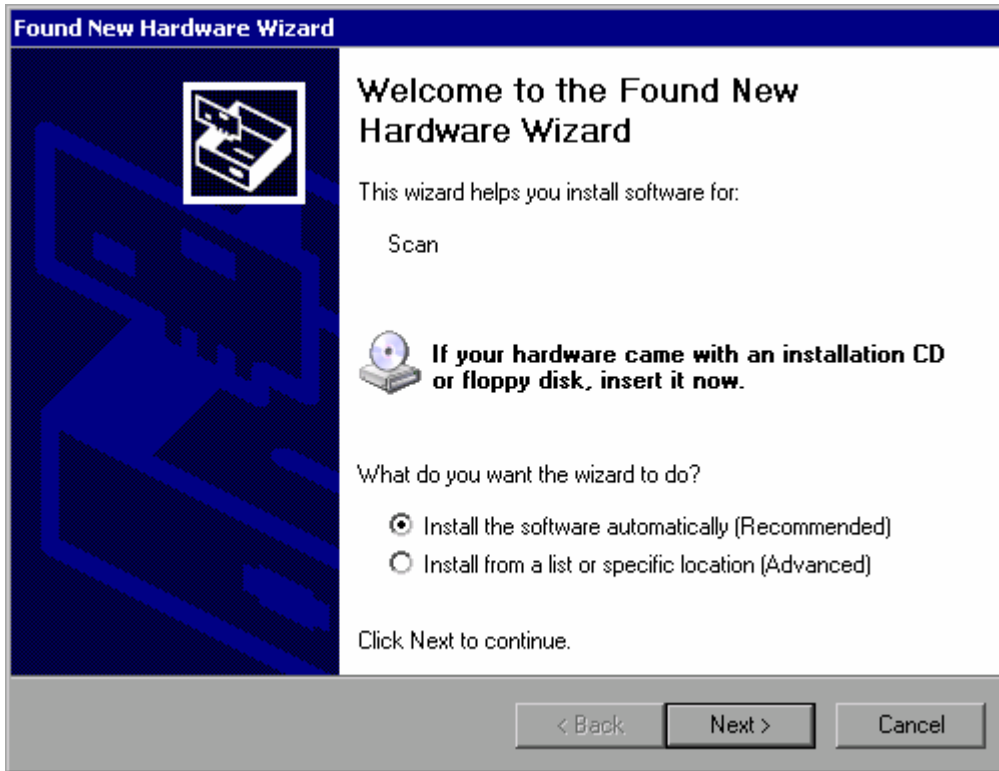 Found New Hardware Wizard
Welcome to the Found New
Hardware Wizard
This wizard helps you install software for:
Scan
If your hardware came with an installation CD
or floppy disk, insert it now.
What do you want the wizard to do?
Install the software automatically (Recommended)
Install from a list or specific location (Advanced)
Click Next to continue.
< Back
Next >
Cancel